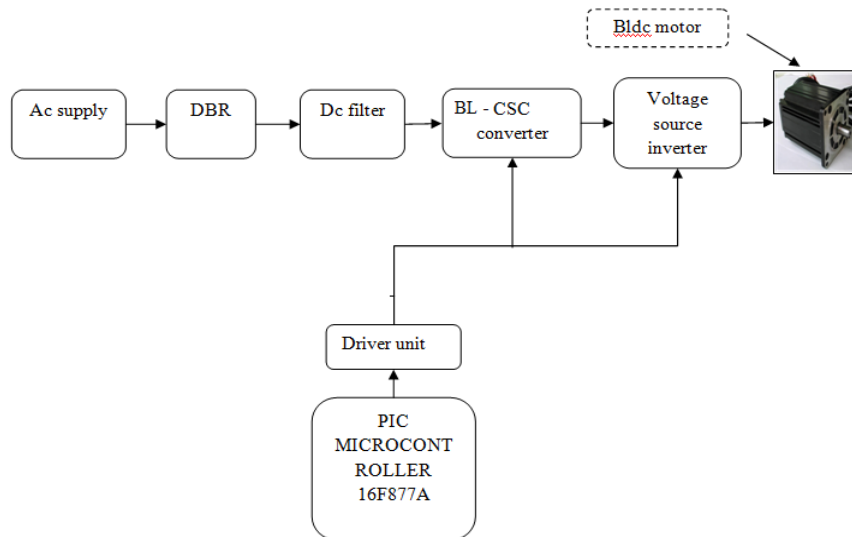 Bldc motor
Ac supply
DBR
Dc filter
BL - CSC
converter
Voltage
source
inverter
Driver unit
PIC
MICROCONT
ROLLER
16F877A